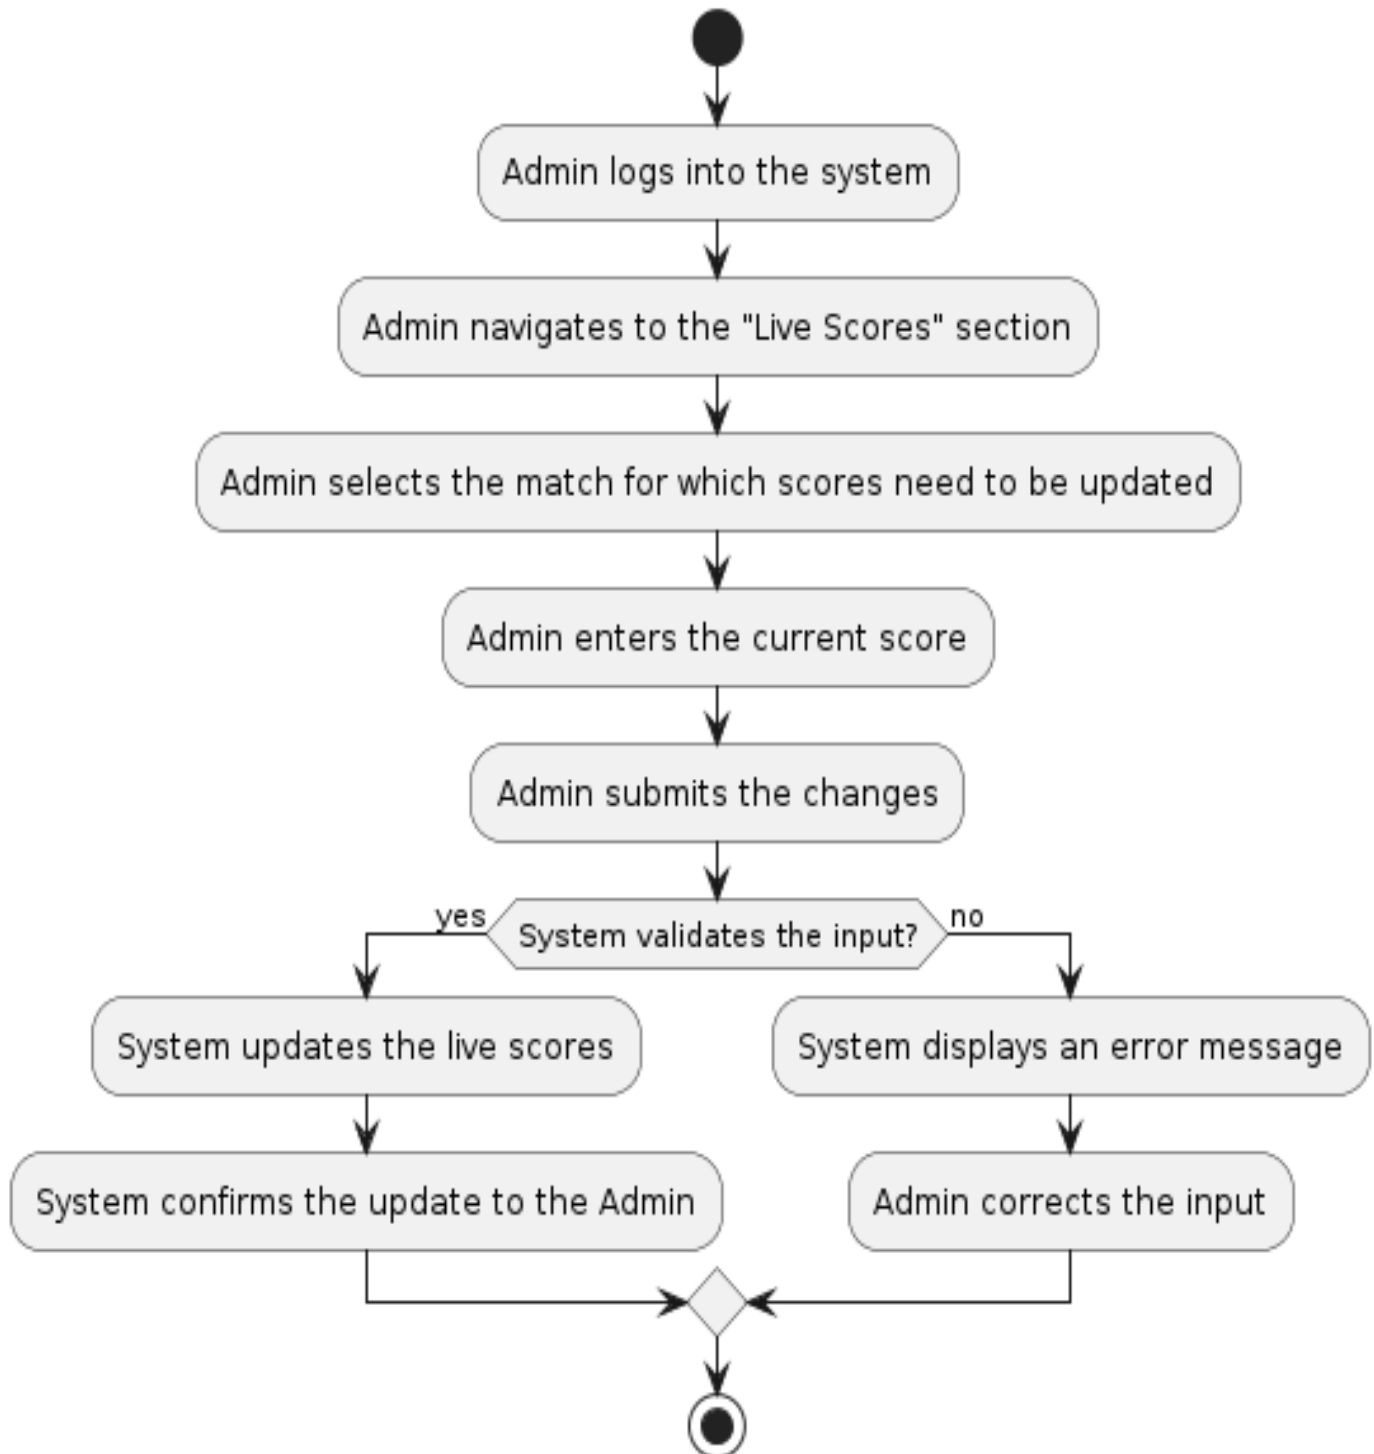 Admin logs into the system
Admin navigates to the "Live Scores" section
Admin selects the match for which scores need to be updated
Admin enters the current score
Admin submits the changes
yes
System validates the input?
no
System updates the live scores
System displays an error message
System confirms the update to the Admin
Admin corrects the input